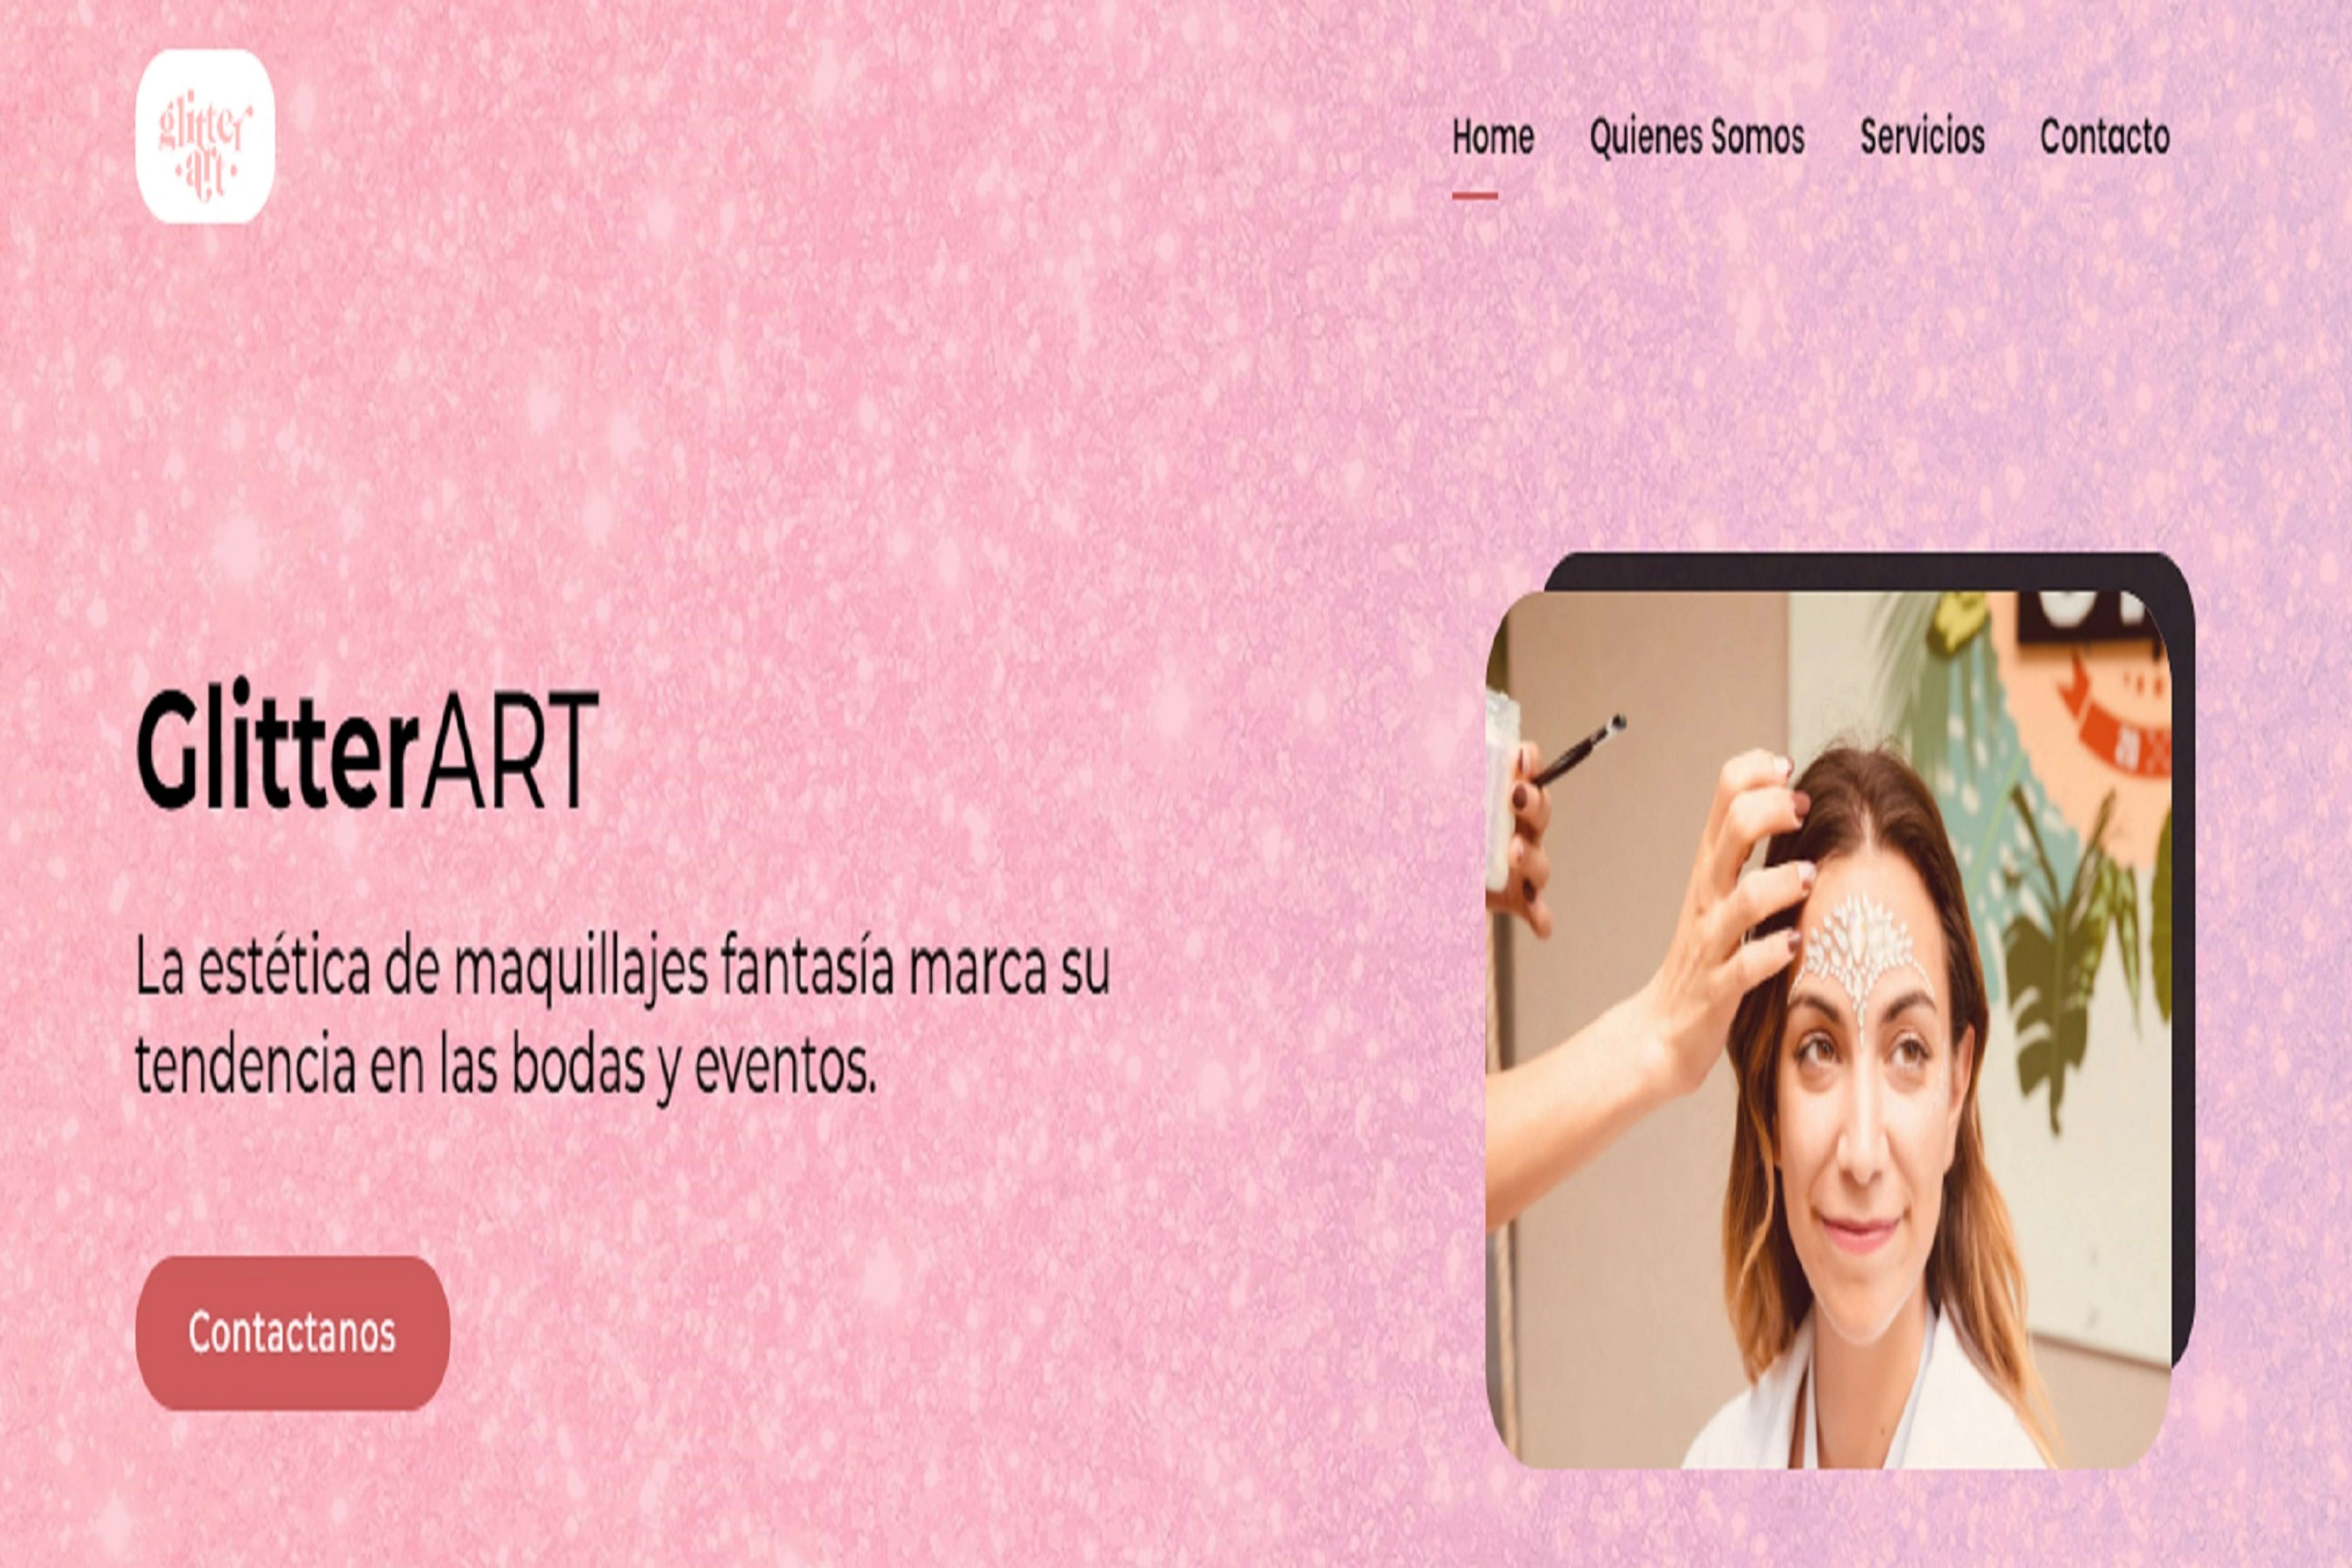 glitter
art
Home Quienes Somos Servicios Contacto
GlitterART
La estética de maquillajes fantasía marca su
tendencia en las bodas y eventos.
Contactanos